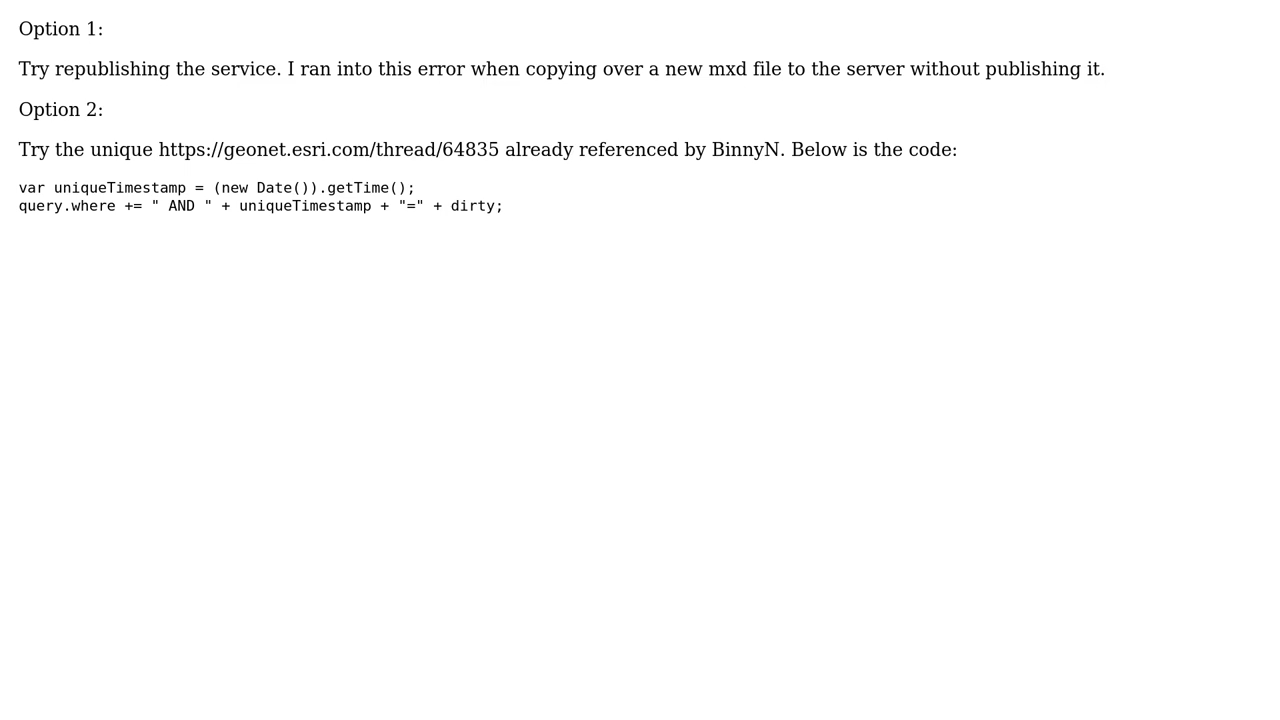 Option 1:
Try republishing the service. I ran into this error when copying over a new mxd file to the server without publishing it.
Option 2:
Try the unique https://geonet.esri.com/thread/64835 already referenced by BinnyN. Below is the code:
var uniqueTimestamp = (new Date()).getTime();
query.where += " AND " + uniqueTimestamp + "=" + dirty;